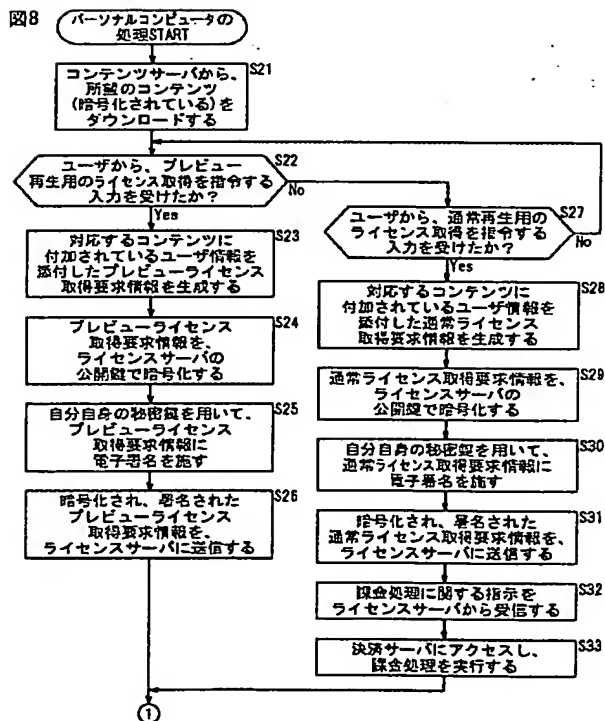 図8
パーソナルコンピュータの
処理START
S21
コンテンツサーバから、
所望のコンテンツ
(暗号化されている)を
ダウンロードする
S22
ユーザから、プレビュー
再生用のライセンス取得を指令する
入力を受けたか?
No
Yes
S23
対応するコンテンツに
付加されているユーザ情報を
添付したプレビューライセンス
取得要求情報を生成する
S24
プレビューライセンス
取得要求情報を、
ライセンスサーバの
公開鍵で暗号化する
S25
自分自身の秘密鍵を用いて、
プレビューライセンス
取得要求情報に
電子署名を施す
S26
暗号化され、署名された
プレビューライセンス
取得要求情報を、
ライセンスサーバに送信する
S27
ユーザから、通常再生用の
ライセンス取得を指令する
入力を受けたか?
No
Yes
S28
対応するコンテンツに
付加されているユーザ情報を
添付した通常ライセンス
取得要求情報を生成する
S29
通常ライセンス取得要求情報を、
ライセンスサーバの
公開鍵で暗号化する
S30
自分自身の秘密鍵を用いて、
通常ライセンス取得要求情報に
電子署名を施す
S31
暗号化され、署名された
通常ライセンス取得要求情報を、
ライセンスサーバに送信する
S32
課金処理に関する指示を
ライセンスサーバから受信する
S33
決済サーバにアクセスし、
課金処理を実行する
①